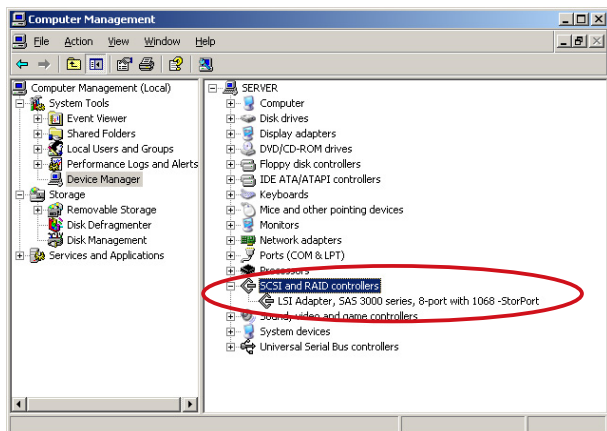 Computer Management
File Action View Window Help
Computer Management (Local)
System Tools
Event Viewer
Shared Folders
Local Users and Groups
Performance Logs and Alerts
Device Manager
Storage
Removable Storage
Disk Defragmenter
Disk Management
Services and Applications
SERVER
Computer
Disk drives
Display adapters
DVD/CD-ROM drives
Floppy disk controllers
IDE ATA/ATAPI controllers
Keyboards
Mice and other pointing devices
Monitors
Network adapters
Ports (COM & LPT)
Processors
SCSI and RAID controllers
LSI Adapter, SAS 3000 series, 8-port with 1068 -StorPort
Sound, video and game controllers
System devices
Universal Serial Bus controllers